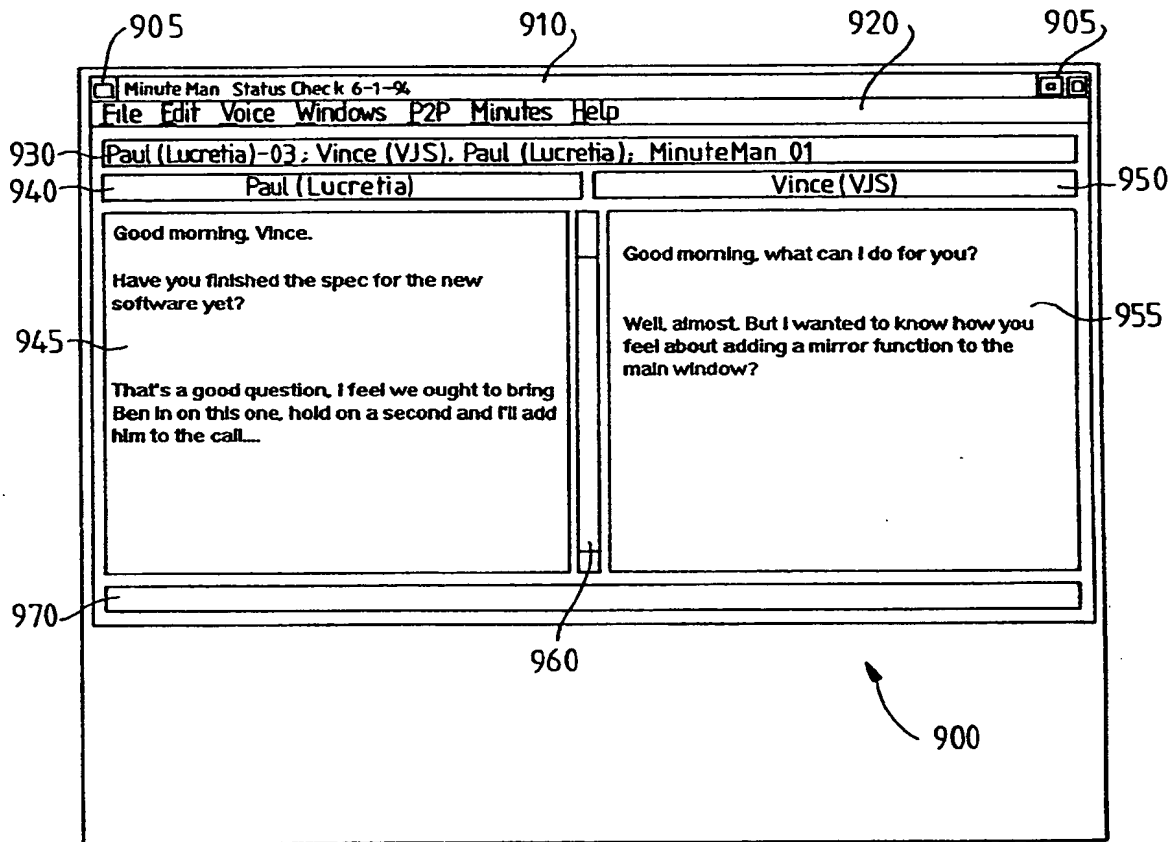 905
910
920
905
Minute Man Status Check 6-1-94
File Edit Voice Windows P2P Minutes Help
930
Paul (Lucretia)-03; Vince (VJS), Paul (Lucretia); MinuteMan 01
940
Paul (Lucretia)
Vince (VJS)
950
Good morning, Vince.
Good morning, what can I do for you?
Have you finished the spec for the new
software yet?
955
Well, almost. But I wanted to know how you
feel about adding a mirror function to the
main window?
945
That's a good question, I feel we ought to bring
Ben in on this one, hold on a second and I'll add
him to the call....
970
960
900